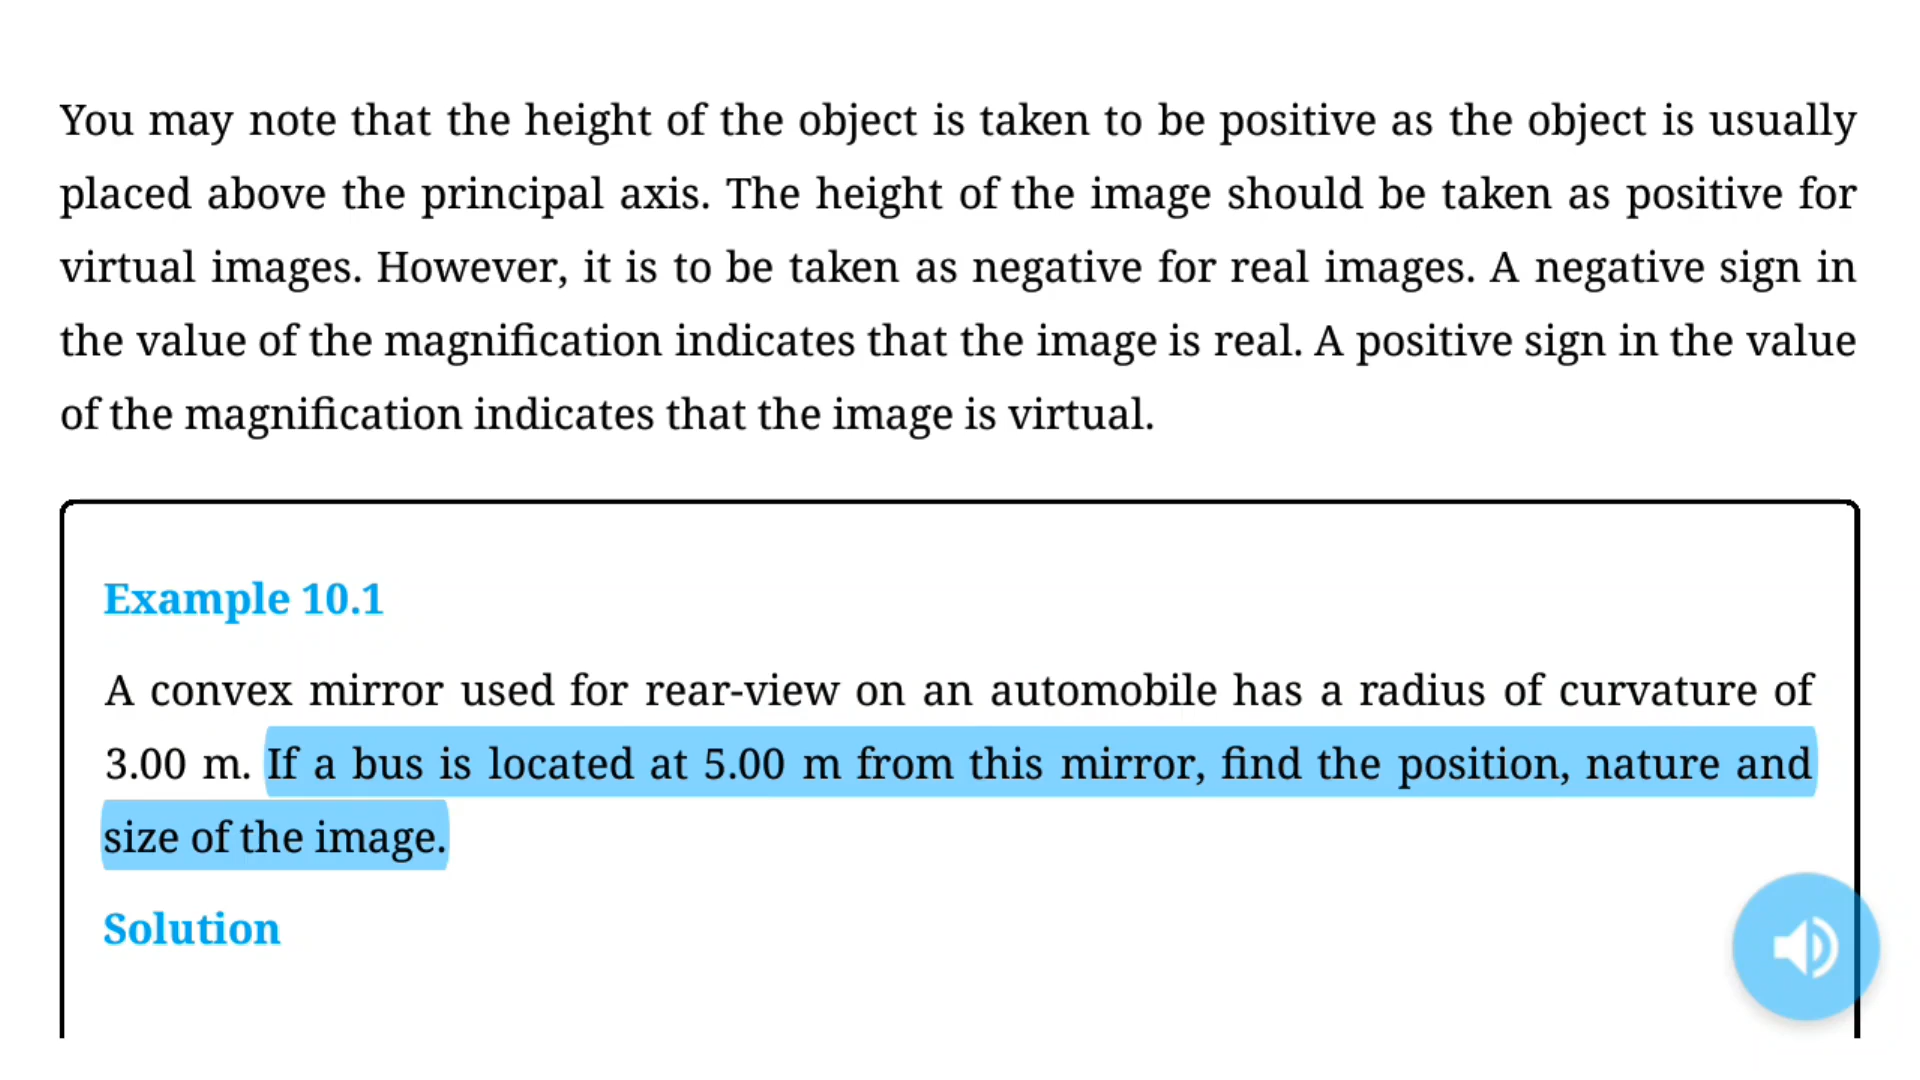 You may note that the height of the object is taken to be positive as the object is usually
placed above the principal axis. The height of the image should be taken as positive for
virtual images. However, it is to be taken as negative for real images. A negative sign in
the value of the magnification indicates that the image is real. A positive sign in the value
of the magnification indicates that the image is virtual.
Example 10.1
A convex mirror used for rear-view on an automobile has a radius of curvature of
3.00 m. If a bus is located at 5.00 m from this mirror, find the position, nature and
size of the image.
Solution